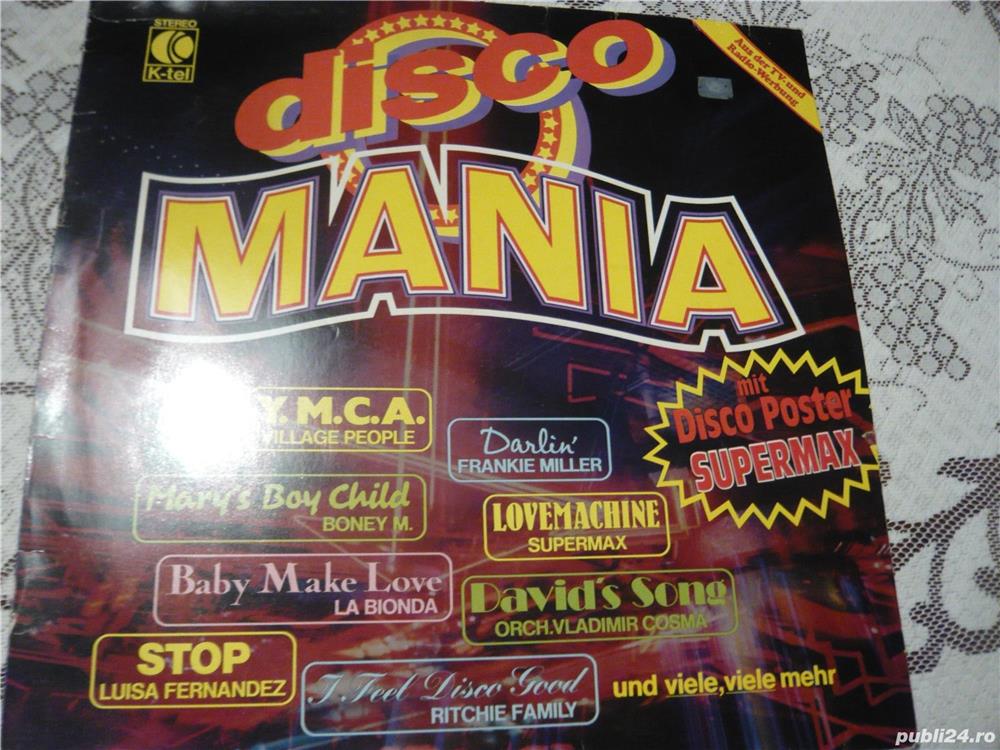 STEREO
K-tel
disco
MANIA
Aus der TV-und
Radio-Werbung
mit
Disco Poster
SUPERMAX
Y.M.C.A.
VILLAGE PEOPLE
Darlin'
FRANKIE MILLER
Mary's Boy Child
BONEY M.
LOVEMACHINE
SUPERMAX
Baby Make Love
LA BIONDA
David's Song
ORCH.VLADIMIR COSMA
STOP
LUISA FERNANDEZ
I Feel Disco Good
RITCHIE FAMILY
und viele,viele mehr
publi24.ro